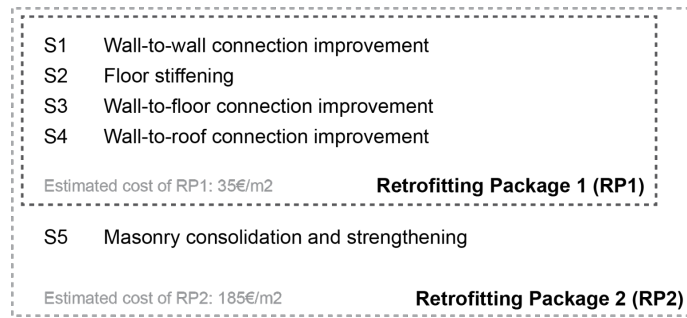 S1 Wall-to-wall connection improvement
S2 Floor stiffening
S3 Wall-to-floor connection improvement
S4 Wall-to-roof connection improvement
Estimated cost of RP1: 35€/m2 Retrofitting Package 1 (RP1)
S5 Masonry consolidation and strengthening
Estimated cost of RP2: 185€/m2 Retrofitting Package 2 (RP2)